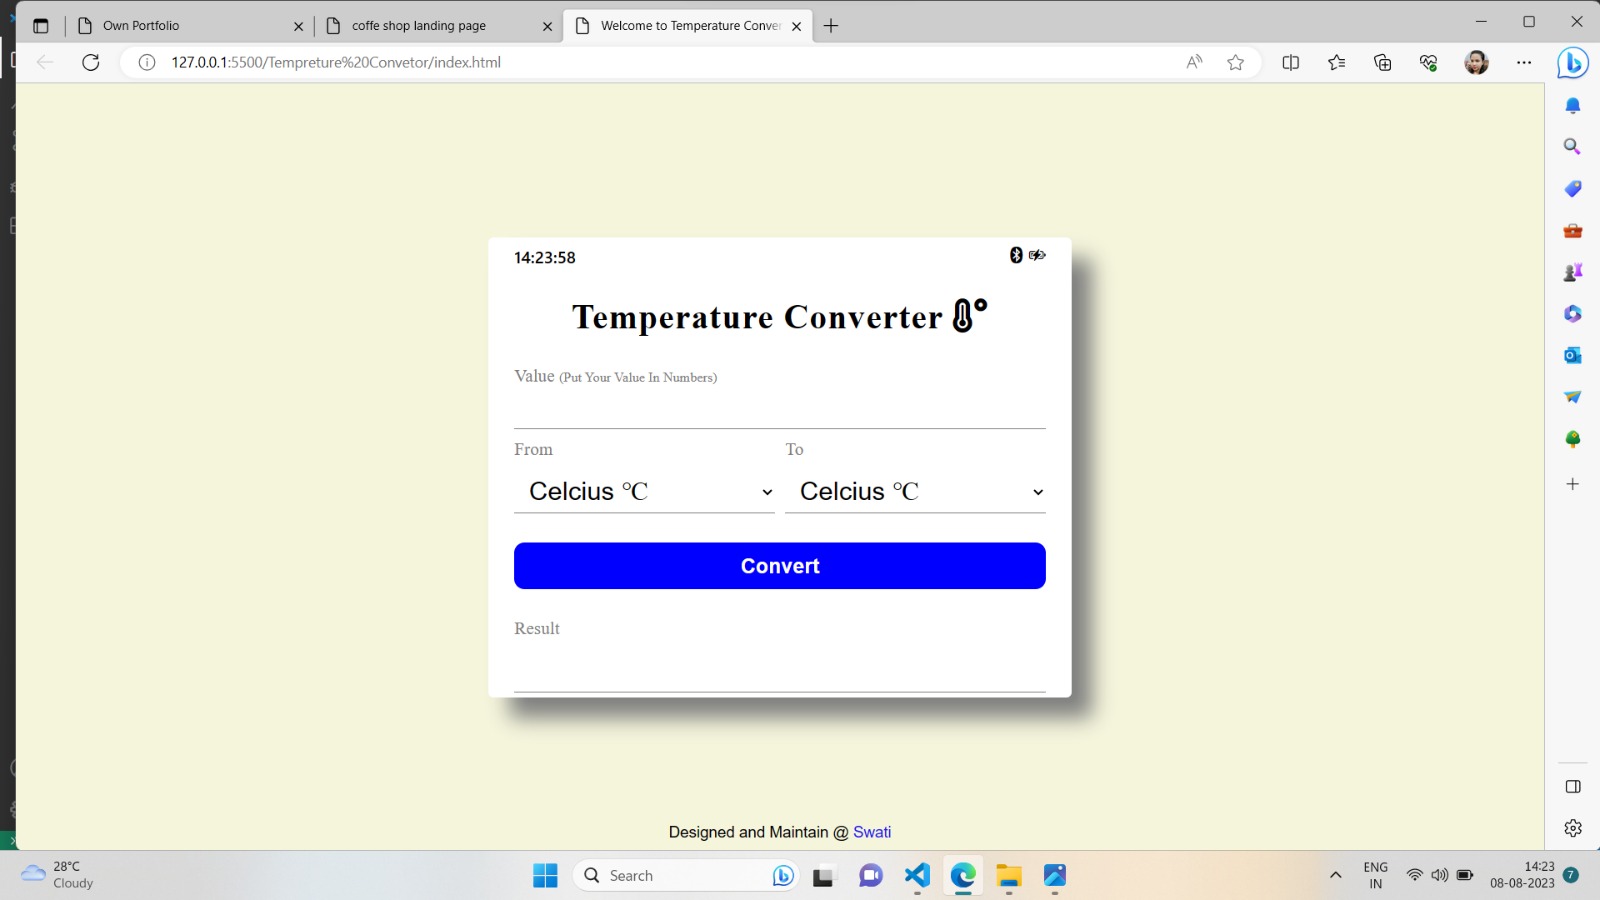 Own Portfolio
coffe shop landing page
Welcome to Temperature Conver
127.0.0.1:5500/Tempreture%20Convetor/index.html
14:23:58
Temperature Converter
Value (Put Your Value In Numbers)
From
To
Celcius °C
Celcius °C
Convert
Result
Designed and Maintain @ Swati
28°C
Cloudy
Search
ENG
IN
14:23
08-08-2023
7